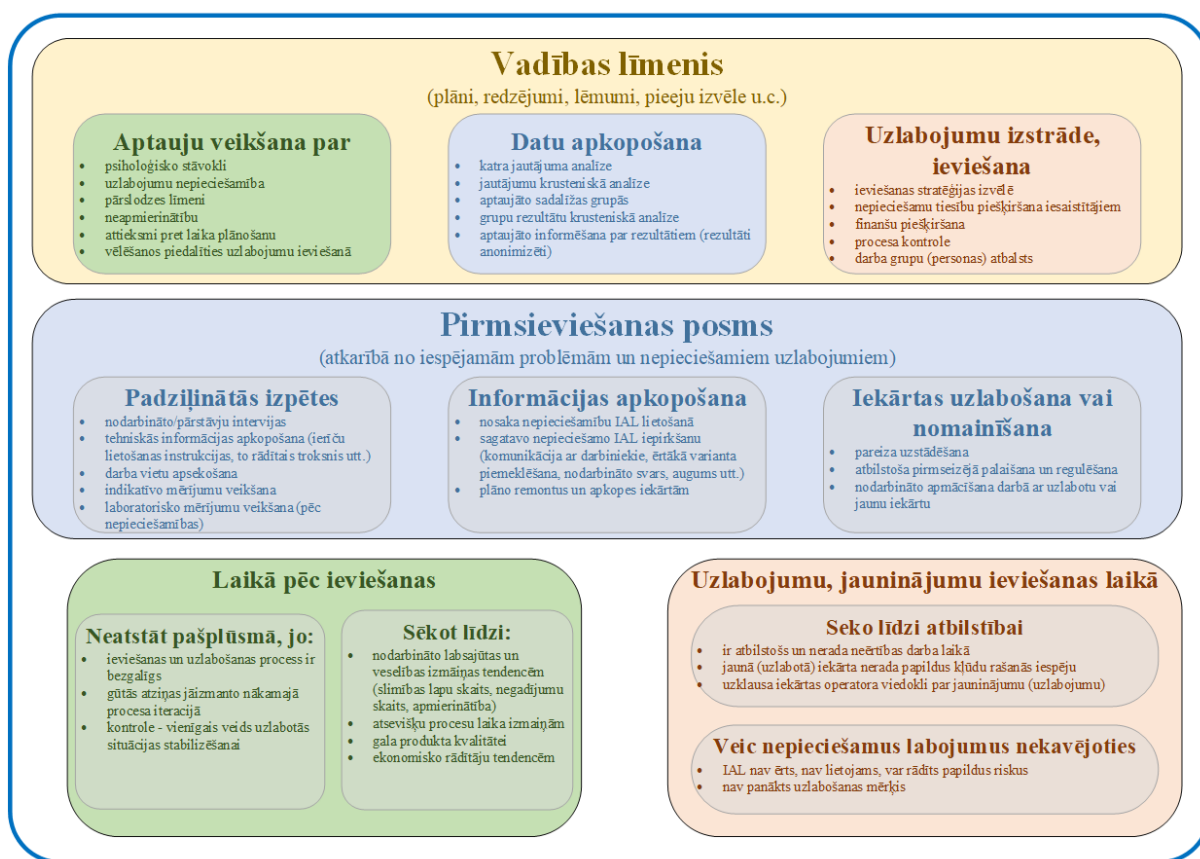 Vadības līmenis
(plāni, redzējumi, lēmumi, pieeju izvēle u.c.)
Aptauju veikšana par
• psiholoģisko stāvokli
• uzlabojumu nepieciešamība
• pārslodzes līmeni
• neapmierinātību
• attieksmi pret laika plānošanu
• vēlēšanos piedalīties uzlabojumu ieviešanā
Datu apkopošana
• katra jautājuma analīze
• jautājumu krusteniskā analīze
• aptaujāto sadalīžas grupās
• grupu rezultātu krusteniskā analīze
• aptaujāto informēšana par rezultātiem (rezultāti
anonimizēti)
Uzlabojumu izstrāde,
ieviešana
• ieviešanas stratēģijas izvēlē
• nepieciešamu tiesību piešķiršana iesaistītājiem
• finanšu piešķiršana
• procesa kontrole
• darba grupu (personas) atbalsts
Pirmsieviešanas posms
(atkarībā no iespējamām problēmām un nepieciešamiem uzlabojumiem)
Padziļinātās izpētes
• nodarbināto/pārstāvju intervijas
• tehniskās informācijas apkopošana (ierīču
lietošanas instrukcijas, to rādītais troksnis utt.)
• darba vietu apsekošana
• indikatīvo mērījumu veikšana
• laboratorisko mērījumu veikšana (pēc
nepieciešamības)
Informācijas apkopošana
• nosaka nepieciešamību IAL lietošanā
• sagatavo nepieciešamo IAL iepirkšanu
(komunikācija ar darbiniekie, ērtākā varianta
piemeklēšana, nodarbināto svars, augums utt.)
• plāno remontus un apkopes iekārtām
Iekārtas uzlabošana vai
nomainīšana
• pareiza uzstādēšana
• atbilstoša pirmseizējā palaišana un regulēšana
• nodarbināto apmācīšana darbā ar uzlabotu vai
jaunu iekārtu
Laikā pēc ieviešanas
Neatstāt pašplūsmā, jo:
• ieviešanas un uzlabošanas process ir
bezgalīgs
• gūtās atziņas jāizmanto nākamajā
procesa iterācijā
• kontrole - vienīgais veids uzlabotās
situācijas stabilizēšanai
Sēkot līdzi:
• nodarbināto labsajūtas un
veselības izmāiņas tendencēm
(slimības lapu skaits, negadījumu
skaits, apmierinātība)
• atsevišķu procesu laika izmaiņām
• gala produkta kvalitātei
• ekonomisko rādītāju tendencēm
Uzlabojumu, jauninājumu ieviešanas laikā
Seko līdzi atbilstībai
• ir atbilstošs un nerada neērtības darba laikā
• jaunā (uzlabotā) iekārta nerada papildus kļūdu rašanās iespēju
• uzklausa iekārtas operatora viedokli par jauninājumu (uzlabojumu)
Veic nepieciešamus labojumus nekavējoties
• IAL nav ērts, nav lietojams, var rādīts papildus riskus
• nav panākts uzlabošanas mērķis